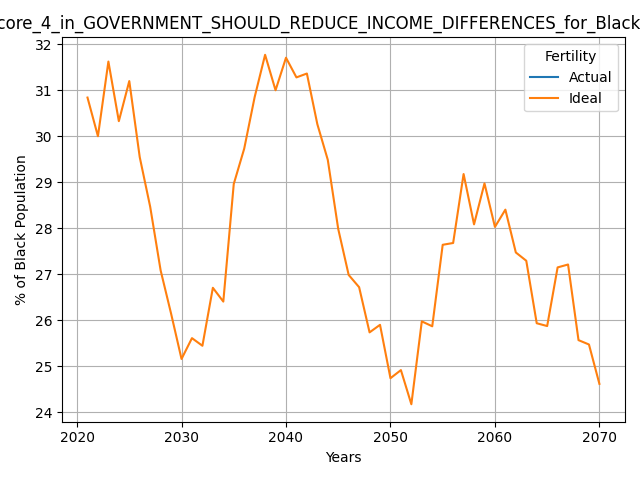 core_4_in_GOVERNMENT_SHOULD_REDUCE_INCOME_DIFFERENCES_for_Black
32
31
30
29
28
27
26
25
24
% of Black Population
Fertility
Actual
Ideal
2020 2030 2040 2050 2060 2070
Years